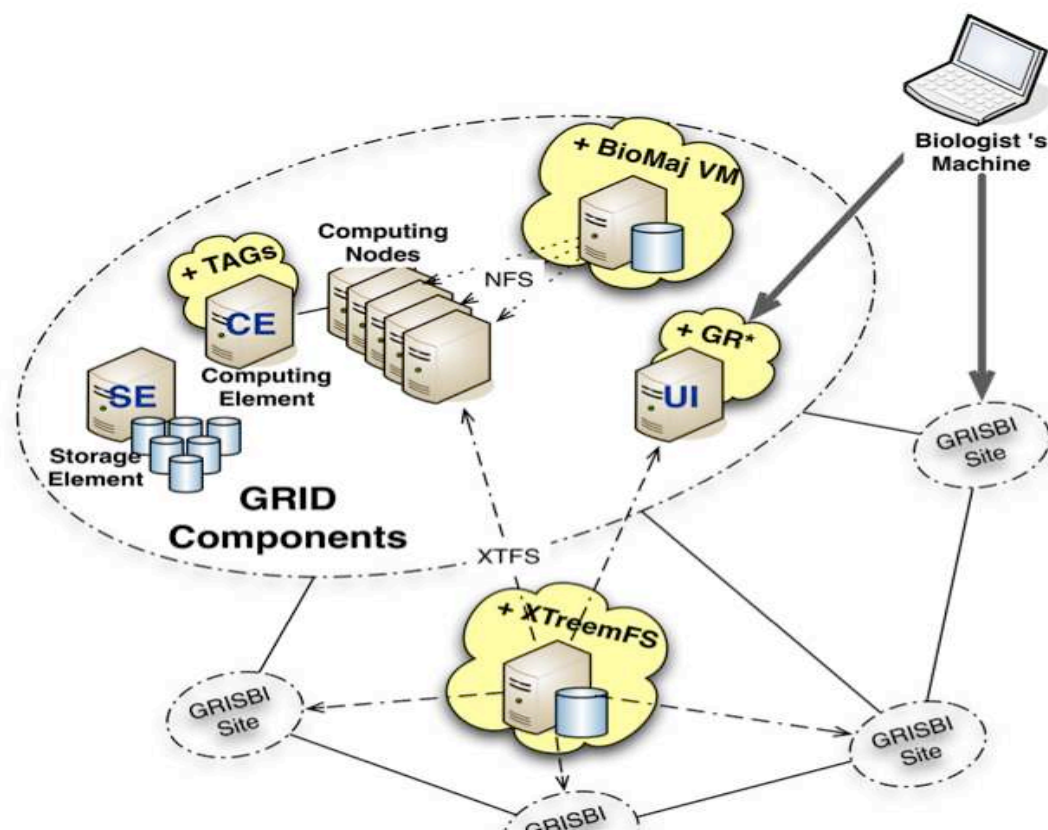 Biologist 's
Machine
+ BioMaj VM
Computing
Nodes
NFS
+ TAGs
CE
Computing
Element
+ GR*
UI
SE
Storage
Element
GRISBI
Site
GRID
Components
XTFS
+ XTreemFS
GRISBI
Site
GRISBI
Site
GRISBI